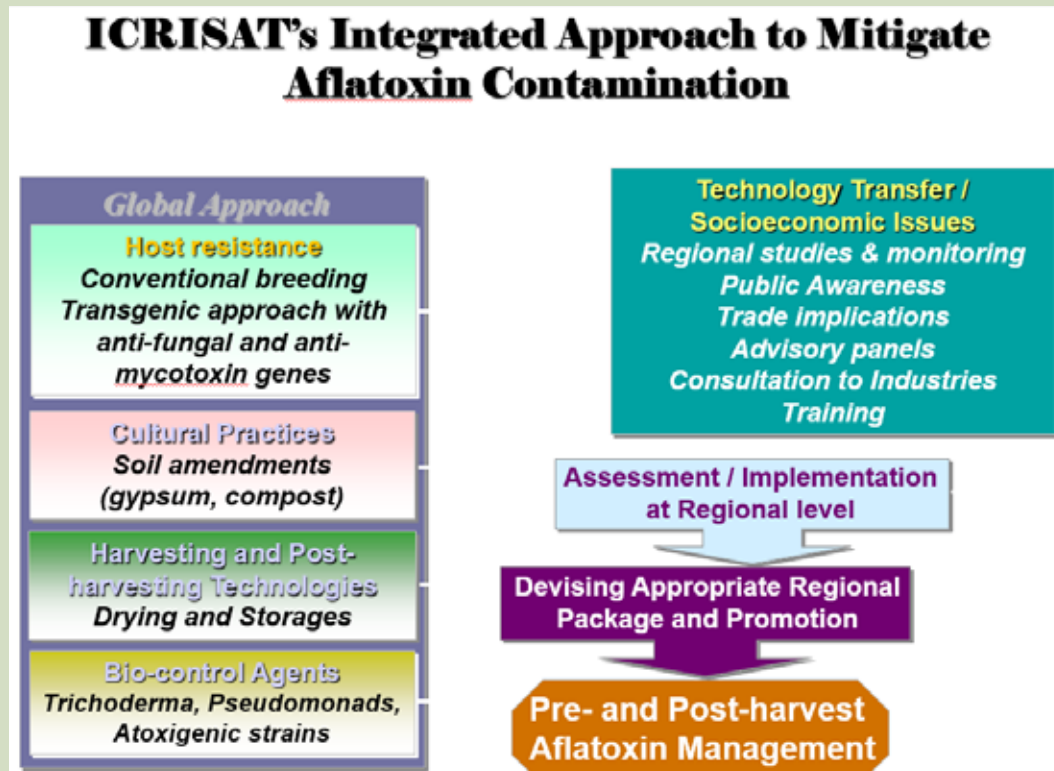 ICRISAT's Integrated Approach to Mitigate
Aflatoxin Contamination
Global Approach
Host resistance
Conventional breeding
Transgenic approach with
anti-fungal and anti-
mycotoxin genes
Cultural Practices
Soil amendments
(gypsum, compost)
Harvesting and Post-
harvesting Technologies
Drying and Storages
Bio-control Agents
Trichoderma, Pseudomonads,
Atoxigenic strains
Technology Transfer /
Socioeconomic Issues
Regional studies & monitoring
Public Awareness
Trade implications
Advisory panels
Consultation to Industries
Training
Assessment / Implementation
at Regional level
Devising Appropriate Regional
Package and Promotion
Pre- and Post-harvest
Aflatoxin Management